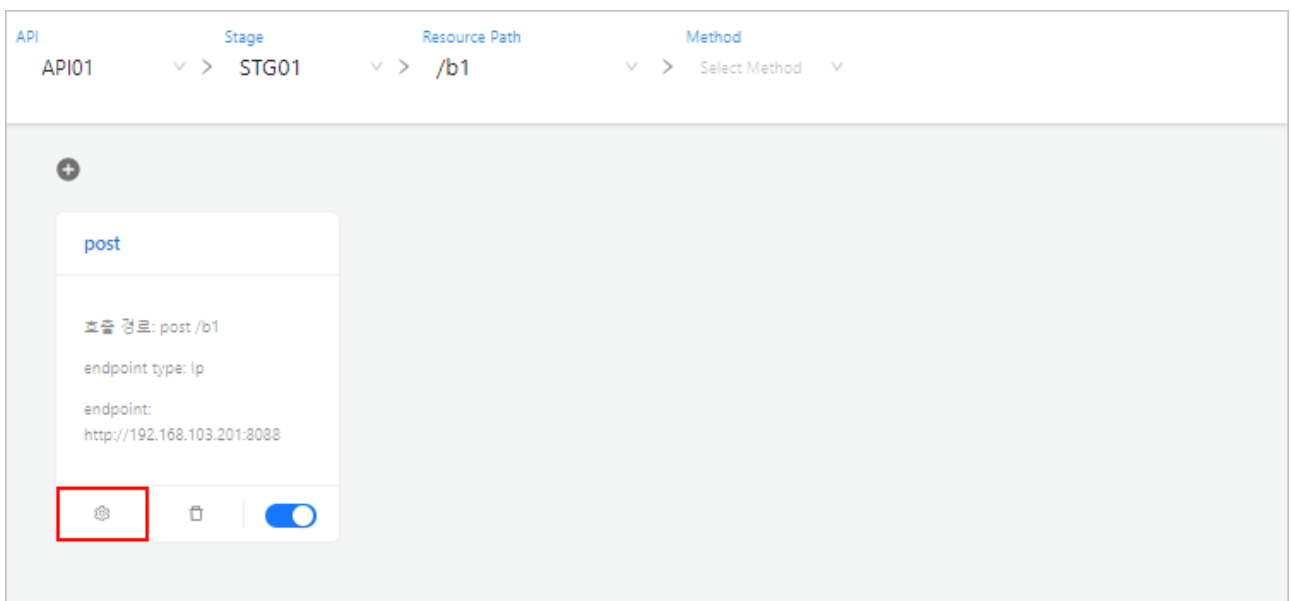 API Stage Resource Path Method
API01 > STG01 > /b1 > Select Method
post
호출 경로: post /b1
endpoint type: Ip
endpoint:
http://192.168.103.201:8088